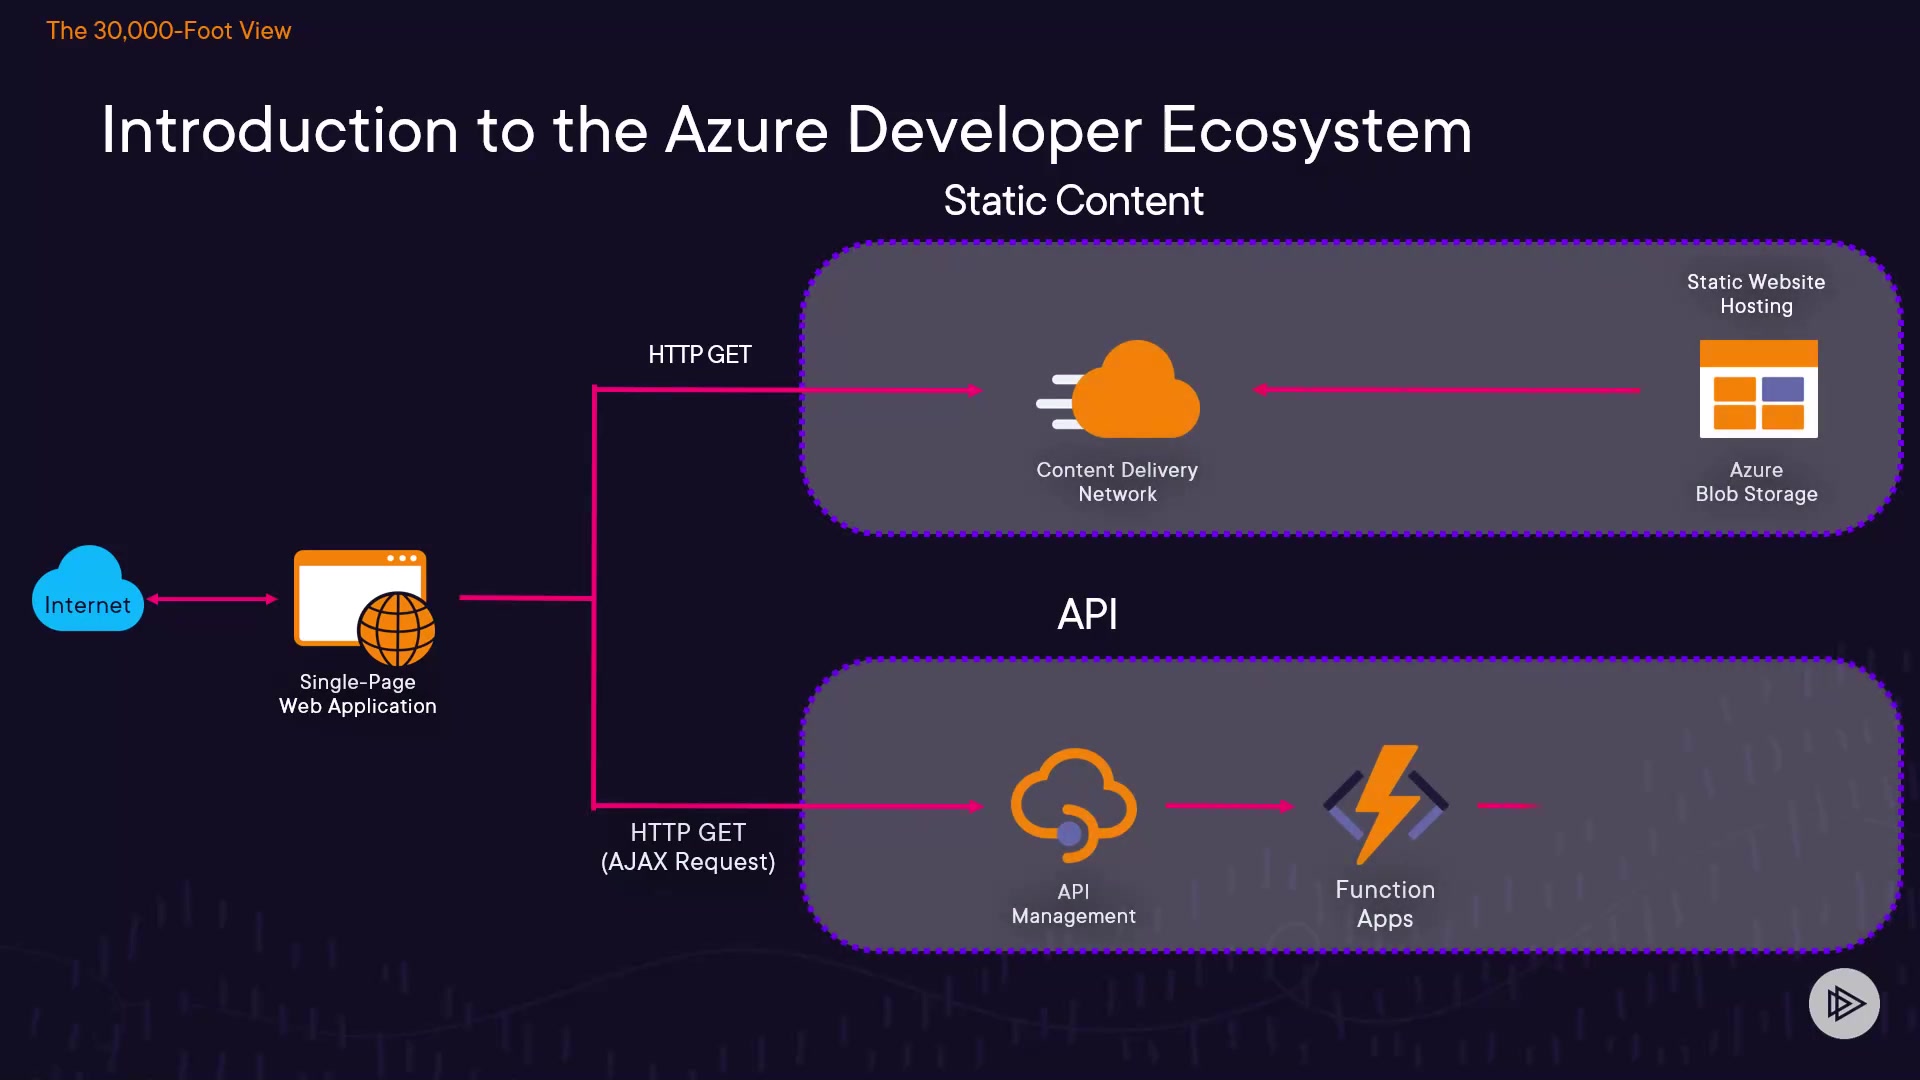 The 30,000-Foot View
Introduction to the Azure Developer Ecosystem
Static Content
Static Website
Hosting
HTTP GET
Content Delivery
Network
Azure
Blob Storage
Internet
Single-Page
Web Application
API
HTTP GET
(AJAX Request)
API
Management
Function
Apps